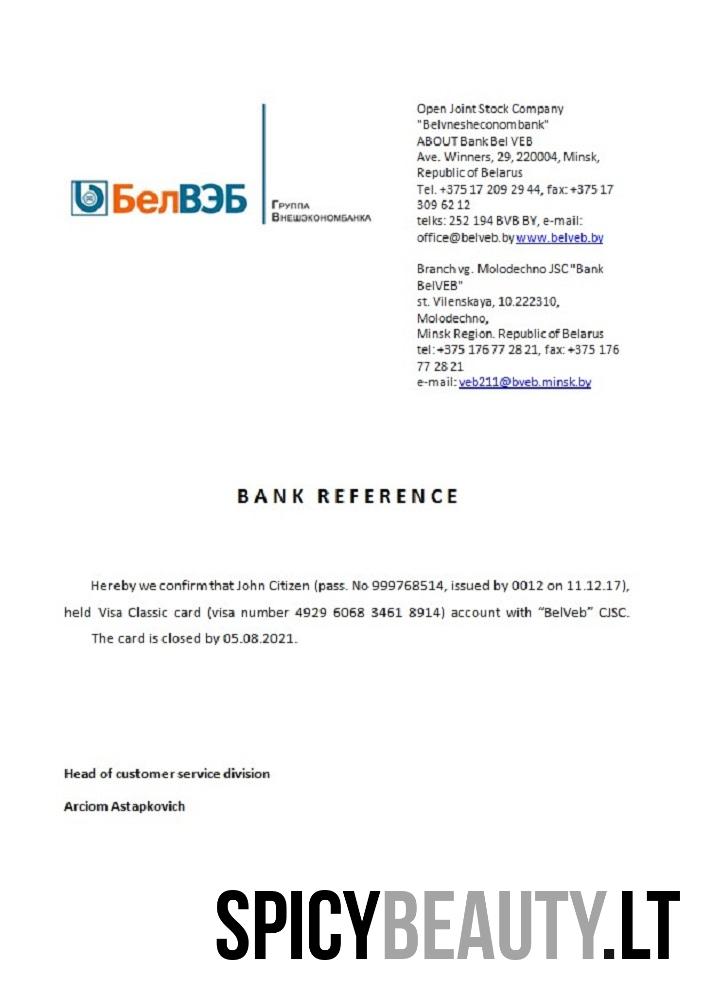 БелВЭБ
Группа
Внешэкономбанка
Open Joint Stock Company
"Belvnesheconombank"
ABOUT Bank Bel VEB
Ave. Winners, 29, 220004, Minsk,
Republic of Belarus
Tel. +375 17 209 29 44, fax: +375 17
309 62 12
telks: 252 194 BVB BY, e-mail:
office@belveb.by www.belveb.by
Branch vg. Molodechno JSC "Bank
BelVEB"
st. Vilenskaya, 10.222310,
Molodechno,
Minsk Region. Republic of Belarus
tel: +375 176 77 28 21, fax: +375 176
77 28 21
e-mail: veb211@bveb.minsk.by
BANK REFERENCE
Hereby we confirm that John Citizen (pass. No 999768514, issued by 0012 on 11.12.17),
held Visa Classic card (visa number 4929 6068 3461 8914) account with “BelVeb” CJSC.
The card is closed by 05.08.2021.
Head of customer service division
Arciom Astapkovich
SPICYBEAUTY.LT